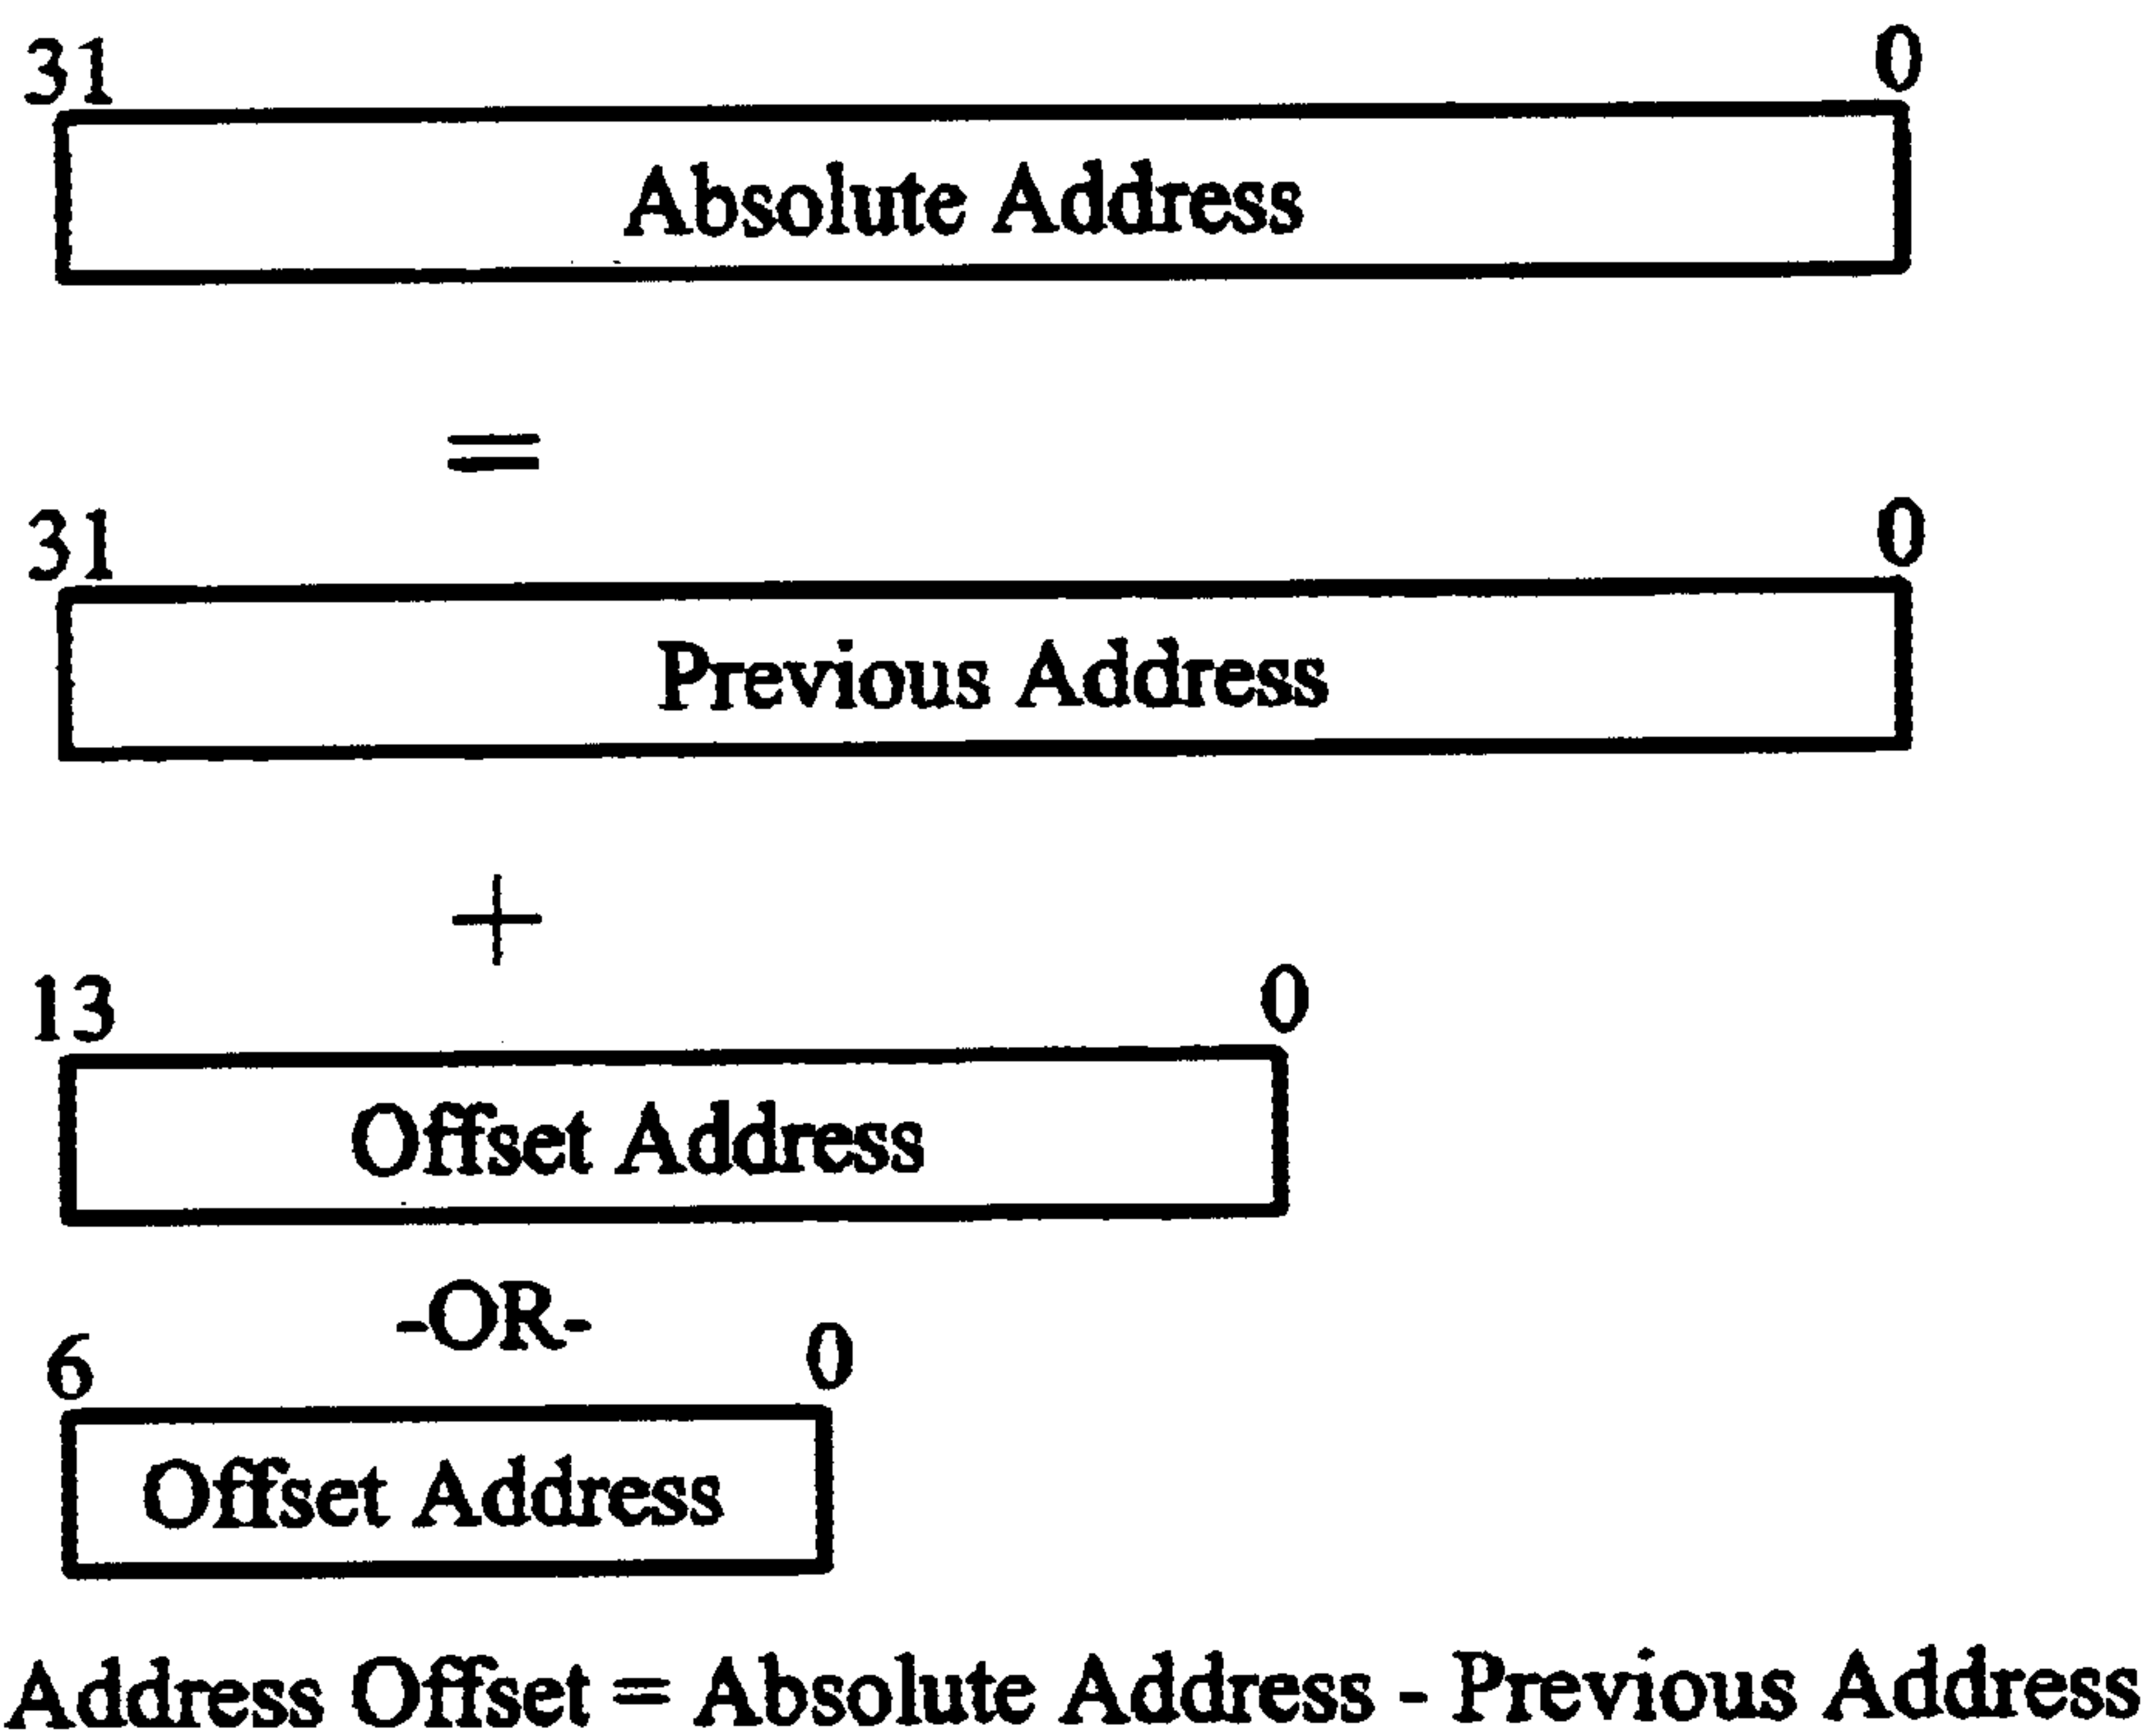 31 0
Absolute Address
=
31 0
Previous Address
+
13 0
Offset Address
-OR-
6 0
Offset Address
Address Offset = Absolute Address - Previous Address